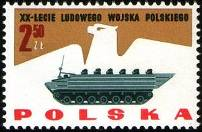 XX-LECIE LUDOWEGO WOJSKA POLSKIEGO
2.50
ZŁ
POLSKA